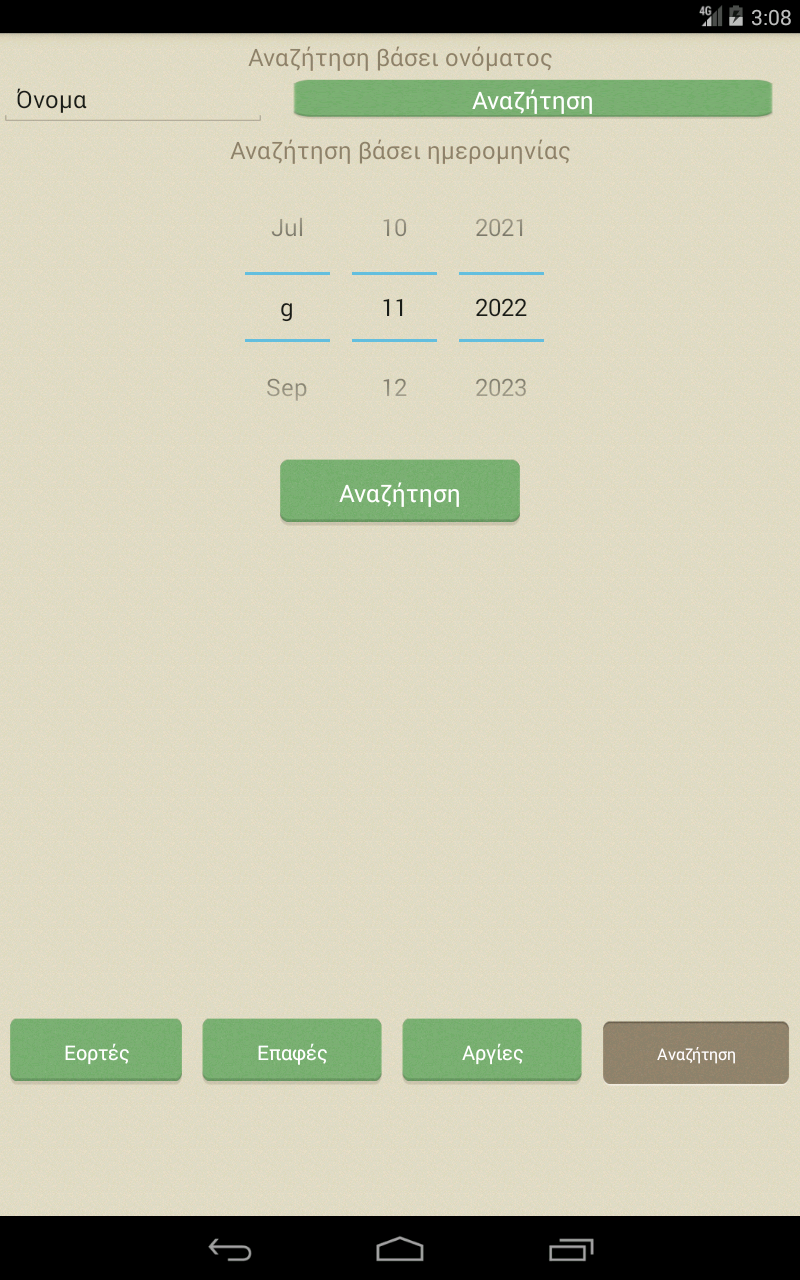 4G 3:08
Αναζήτηση βάσει ονόματος
Όνομα Αναζήτηση
Αναζήτηση βάσει ημερομηνίας
Jul 10 2021
g 11 2022
Sep 12 2023
Αναζήτηση
Εορτές Επαφές Αργίες Αναζήτηση